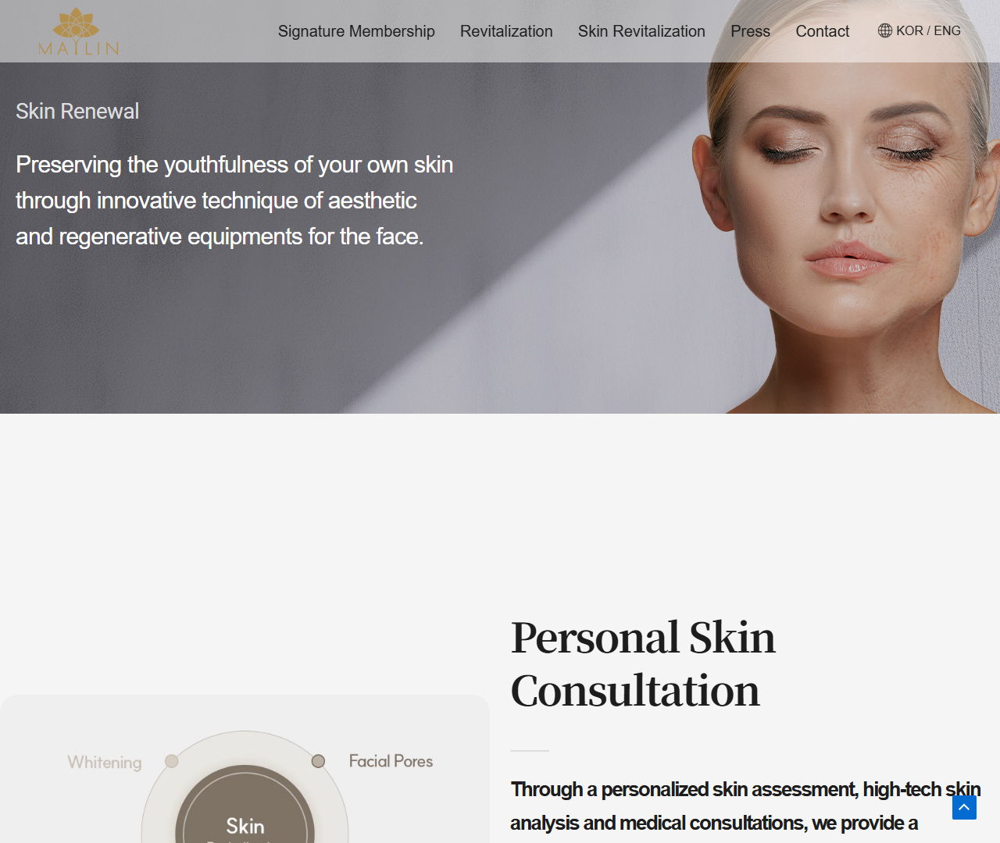 MAYLIN
Signature Membership
Revitalization
Skin Revitalization
Press
Contact
KOR / ENG
Skin Renewal
Preserving the youthfulness of your own skin
through innovative technique of aesthetic
and regenerative equipments for the face.
Personal Skin
Consultation
Whitening
Facial Pores
Skin
Through a personalized skin assessment, high-tech skin
analysis and medical consultations, we provide a